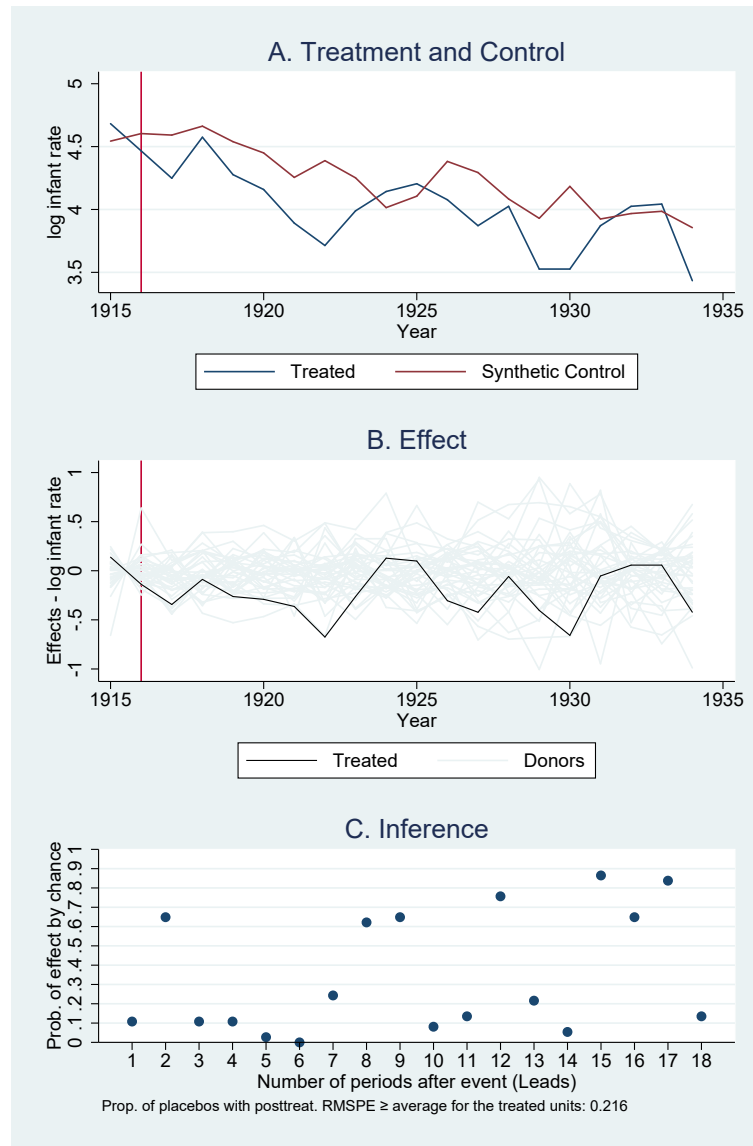 A. Treatment and Control
log infant rate
5
4.5
4
3.5
1915 1920 1925 1930 1935
Year
Treated Synthetic Control
B. Effect
Effects - log infant rate
1
.5
0
-.5
-1
1915 1920 1925 1930 1935
Year
Treated Donors
C. Inference
Prob. of effect by chance
0 .1 .2 .3 .4 .5 .6 .7 .8 .9 1
1 2 3 4 5 6 7 8 9 10 11 12 13 14 15 16 17 18
Number of periods after event (Leads)
Prop. of placebos with posttreat. RMSPE ≥ average for the treated units: 0.216